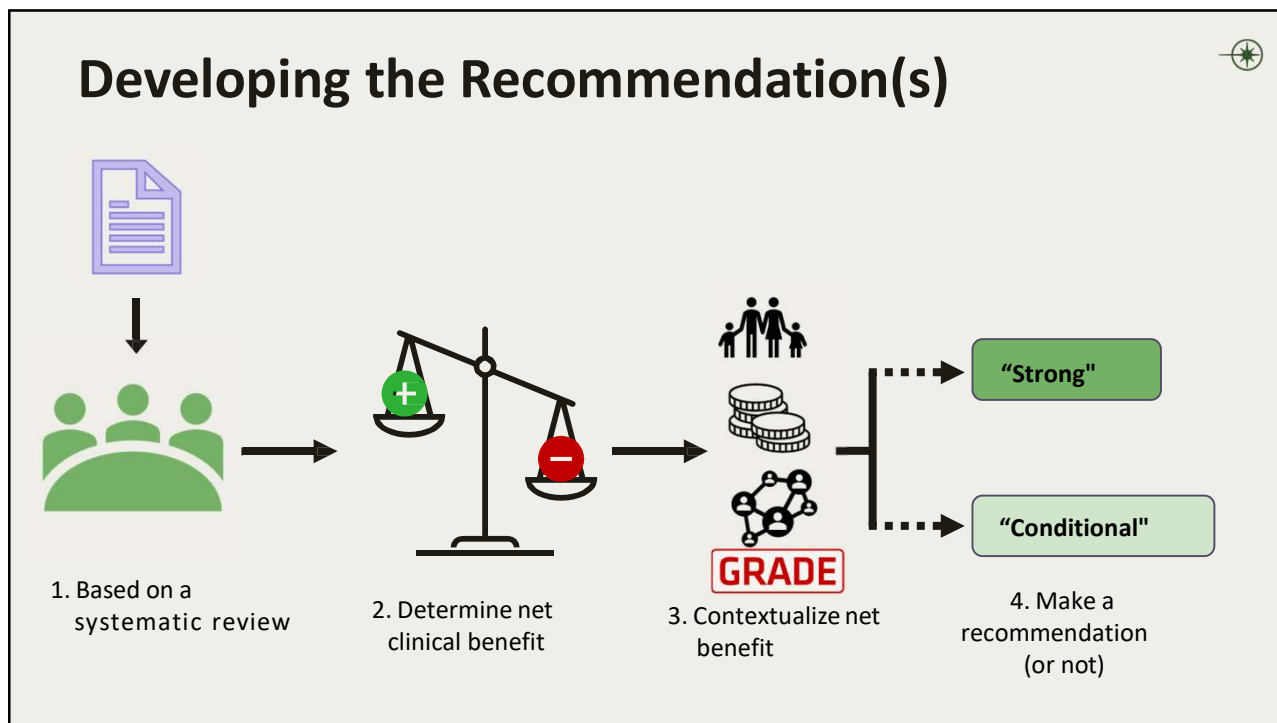 Developing the Recommendation(s)
“Strong"
“Conditional"
GRADE
1. Based on a
systematic review
2. Determine net
clinical benefit
3. Contextualize net
benefit
4. Make a
recommendation
(or not)